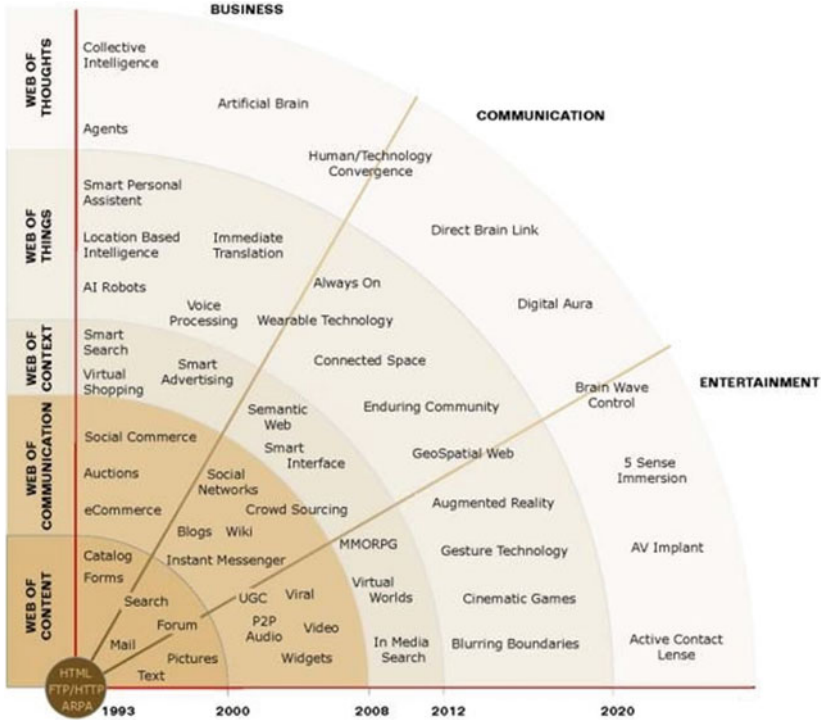 BUSINESS
COMMUNICATION
ENTERTAINMENT
WEB OF
THOUGHTS
Collective
Intelligence
Artificial Brain
Agents
Human/Technology
Convergence
Direct Brain Link
Digital Aura
Brain Wave
Control
5 Sense
Immersion
AV Implant
Active Contact
Lense
WEB OF
THINGS
Smart Personal
Assistent
Location Based
Intelligence
Immediate
Translation
AI Robots
Voice
Processing
Always On
Wearable Technology
Connected Space
Enduring Community
GeoSpatial Web
Augmented Reality
Gesture Technology
Cinematic Games
Blurring Boundaries
WEB OF
CONTEXT
Smart
Search
Virtual
Shopping
Smart
Advertising
Semantic
Web
Smart
Interface
MMORPG
Virtual
Worlds
In Media
Search
WEB OF
COMMUNICATION
Social Commerce
Auctions
eCommerce
Social
Networks
Crowd Sourcing
Blogs
Wiki
Instant Messenger
UGC
Viral
P2P
Audio
Video
Widgets
WEB OF
CONTENT
Catalog
Forms
Search
Forum
Mail
Pictures
Text
HTML
FTP/HTTP
ARPA
1993
2000
2008
2012
2020